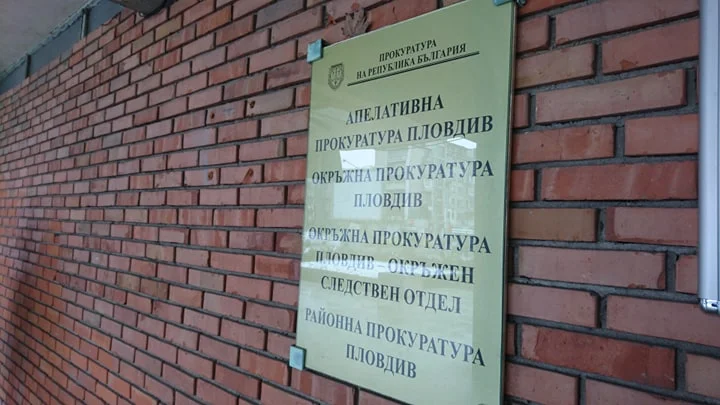 ПРОКУРАТУРА
НА РЕПУБЛИКА БЪЛГАРИЯ
АПЕЛАТИВНА
ПРОКУРАТУРА ПЛОВДИВ
ОКРЪЖНА ПРОКУРАТУРА
ПЛОВДИВ
ОКРЪЖНА ПРОКУРАТУРА
ПЛОВДИВ - ОКРЪЖЕН
СЛЕДСТВЕН ОТДЕЛ
РАЙОННА ПРОКУРАТУРА
ПЛОВДИВ